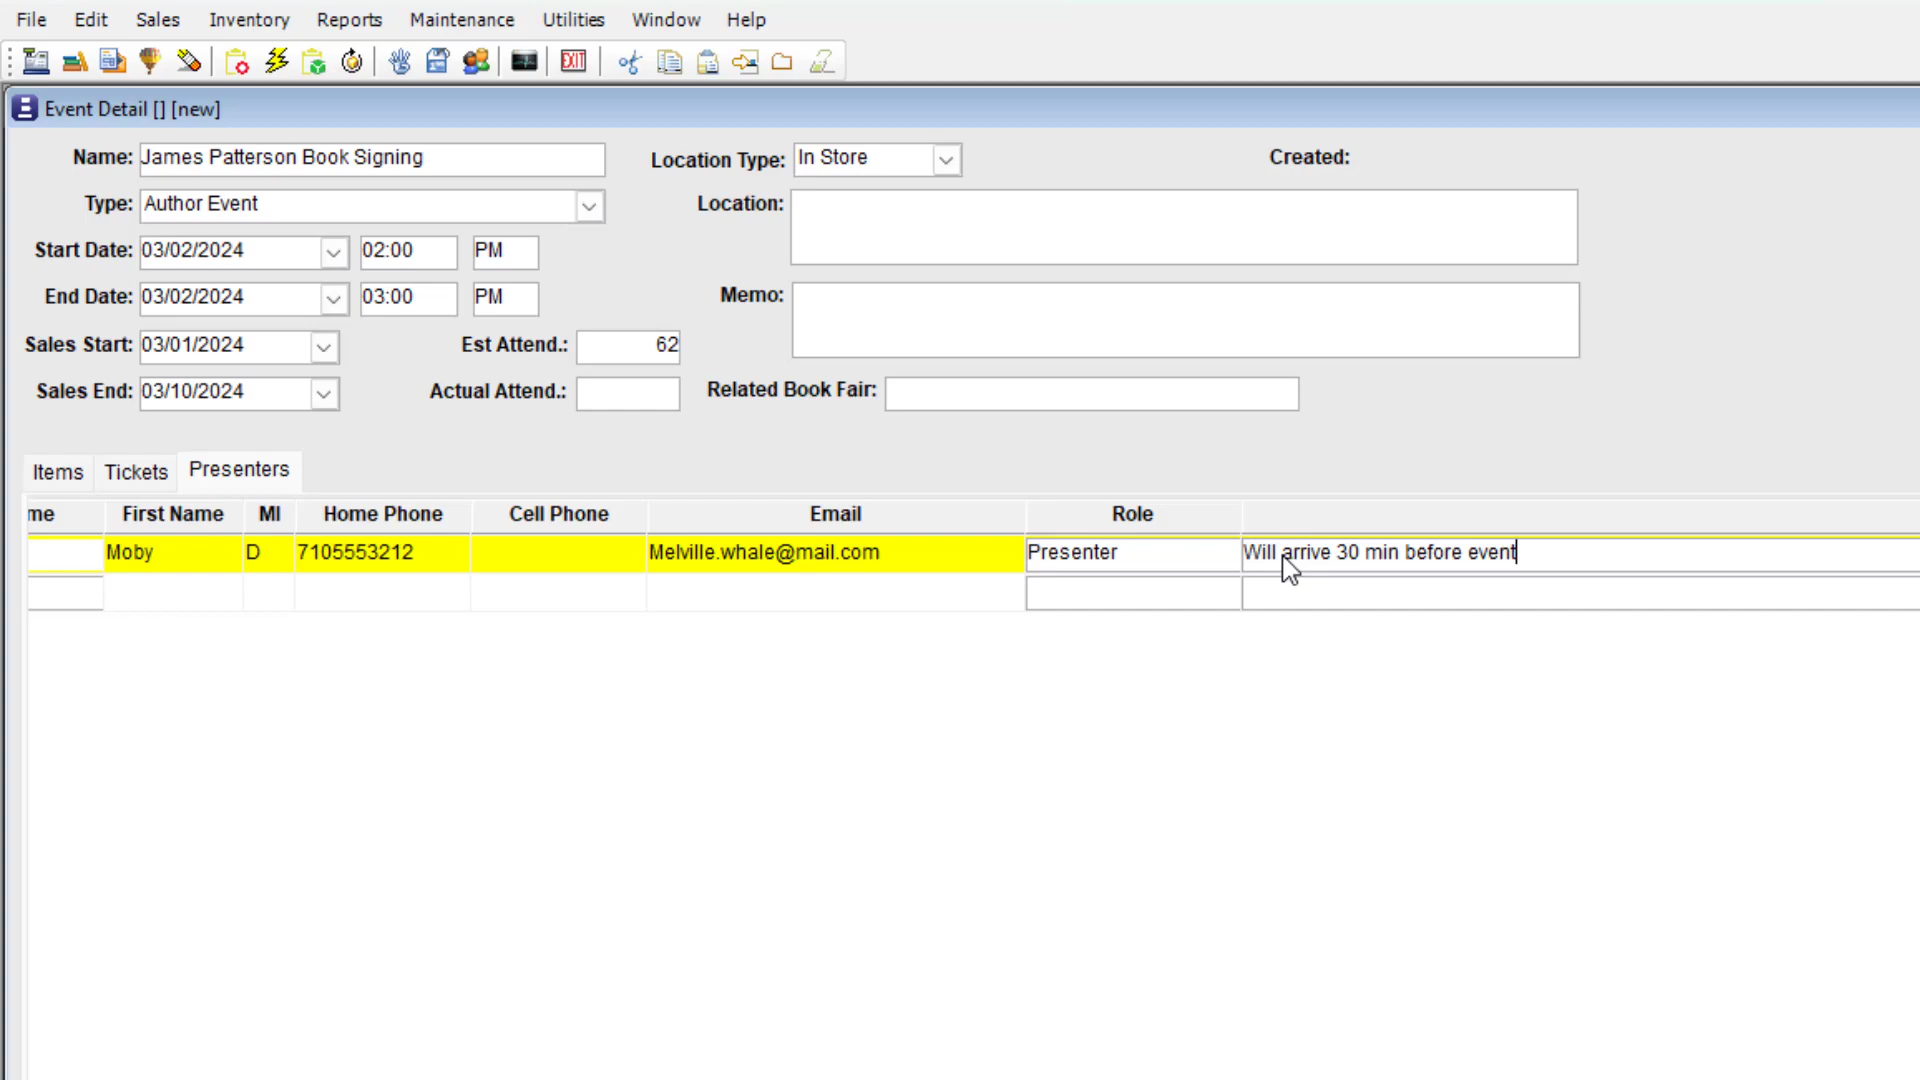 File Edit Sales Inventory Reports Maintenance Utilities Window Help
EXIT
Event Detail [] [new]
Name: James Patterson Book Signing Location Type: In Store Created:
Type: Author Event Location:
Start Date: 03/02/2024 02:00 PM
End Date: 03/02/2024 03:00 PM Memo:
Sales Start: 03/01/2024 Est Attend.: 62
Sales End: 03/10/2024 Actual Attend.: Related Book Fair:
Items Tickets Presenters
me First Name MI Home Phone Cell Phone Email Role
Moby D 7105553212 Melville.whale@mail.com Presenter Will arrive 30 min before event